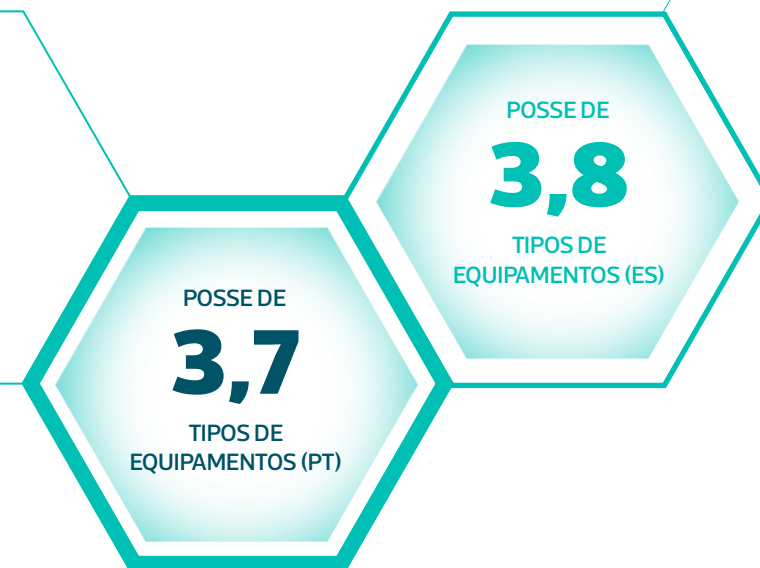 POSSE DE
3,8
TIPOS DE
EQUIPAMENTOS (ES)
POSSE DE
3,7
TIPOS DE
EQUIPAMENTOS (PT)